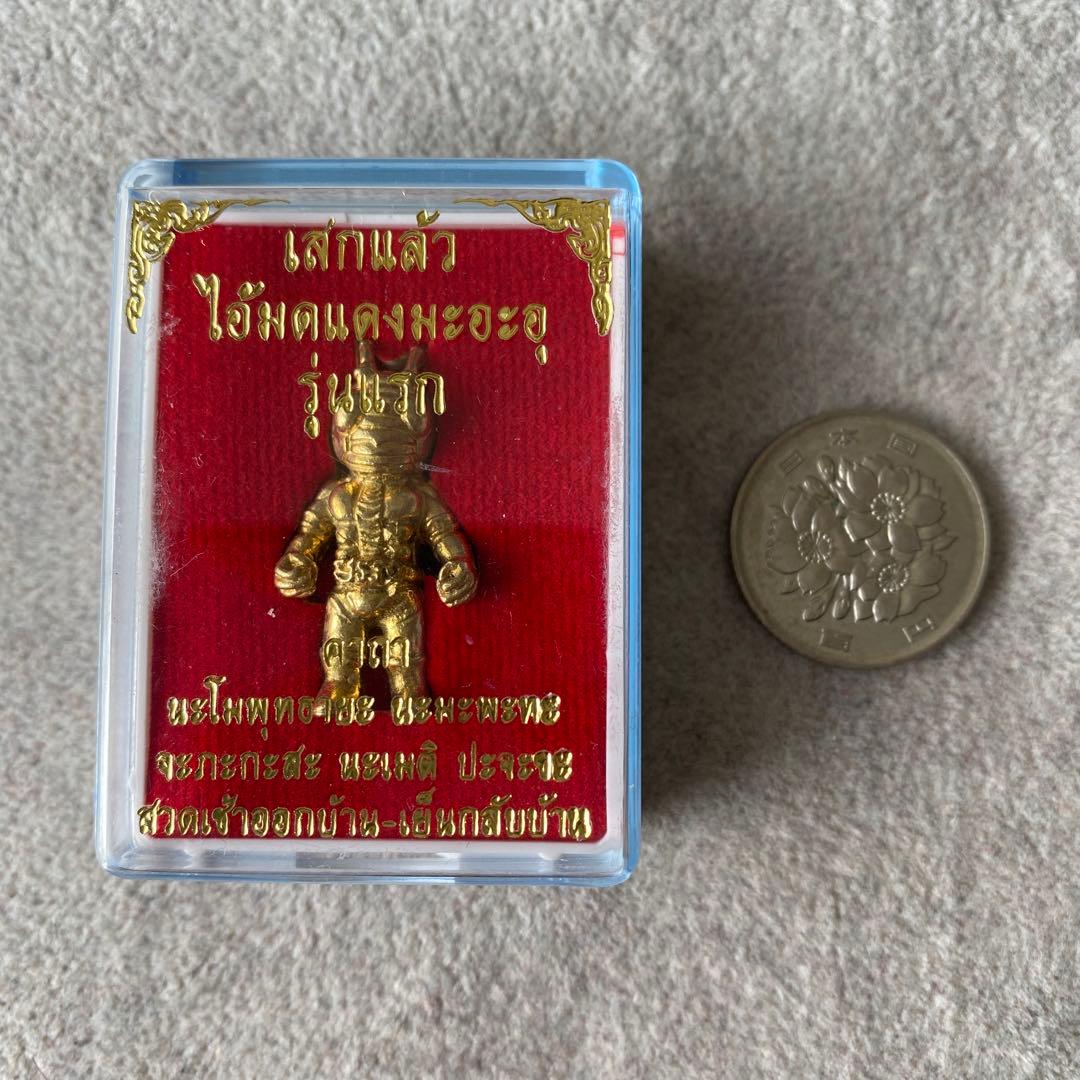 เสกแล้ว
ไอ้มดแดงมะอะอุ
รุ่นแรก
คาถา
นะโมพุทธายะ นะมะพะทะ
จะภะกะสะ นะเมติ ปะจะขะ
สวดเช้าออกบ้าน-เย็นกลับบ้าน
日本国
百円